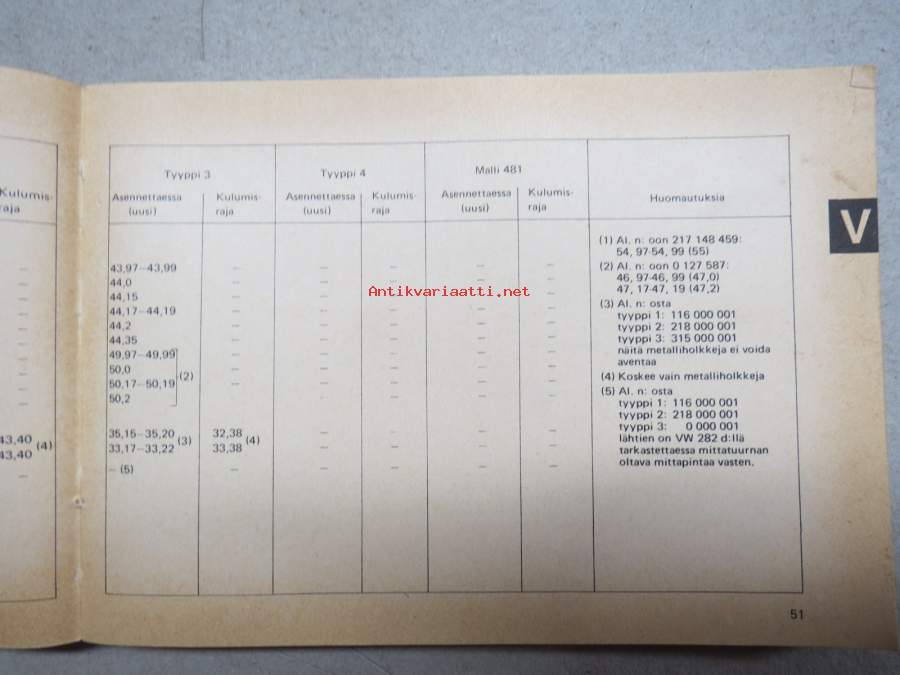 Kulumis-
raja
–
–
–
–
–
–
–
–
–
–
43,40 (4)
43,40
–
Tyyppi 3 Tyyppi 4 Malli 481
Asennettaessa Kulumis- Asennettaessa Kulumis- Asennettaessa Kulumis- Huomautuksia
(uusi) raja (uusi) raja (uusi) raja
43,97–43,99 – – – – –
44,0 – – – – –
44,15 – – – – –
44,17–44,19 – – – – –
44,2 – – – – –
44,35 – – – – –
49,97–49,99 – – – – –
50,0 – – – – –
50,17–50,19 (2) – – – – –
50,2 – – – – –
35,15–35,20 (3) 32,38 (4) – – – –
33,17–33,22 33,38 – – – –
– (5) – – – – –
(1) Al. n: oon 217 148 459:
54, 97-54, 99 (55)
(2) Al. n: oon 0 127 587:
46, 97-46, 99 (47,0)
47, 17-47, 19 (47,2)
(3) Al. n: osta
tyyppi 1: 116 000 001
tyyppi 2: 218 000 001
tyyppi 3: 315 000 001
näitä metalliholkkeja ei voida
aventaa
(4) Koskee vain metalliholkkeja
(5) Al. n: osta
tyyppi 1: 116 000 001
tyyppi 2: 218 000 001
tyyppi 3: 0 000 001
lähtien on VW 282 d:llä
tarkastettaessa mittatuurnan
oltava mittapintaa vasten.
V
51
Antikvariaatti.net